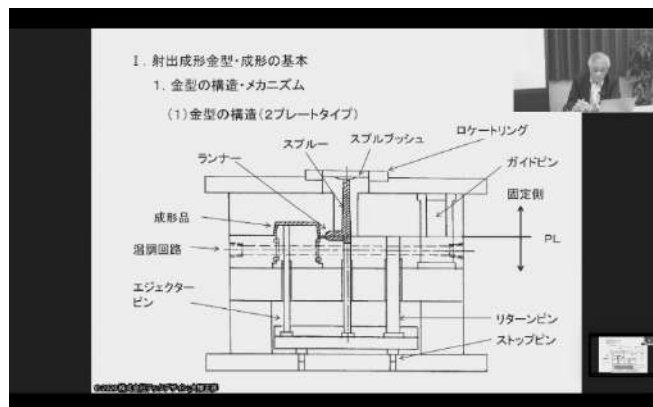 Ⅰ. 射出成形金型・成形の基本
1. 金型の構造・メカニズム
(1)金型の構造(2プレートタイプ)
スプルー
スプルブッシュ
ロケートリング
ランナー
ガイドピン
固定側
成形品
PL
温調回路
エジェクター
ピン
リターンピン
ストップピン